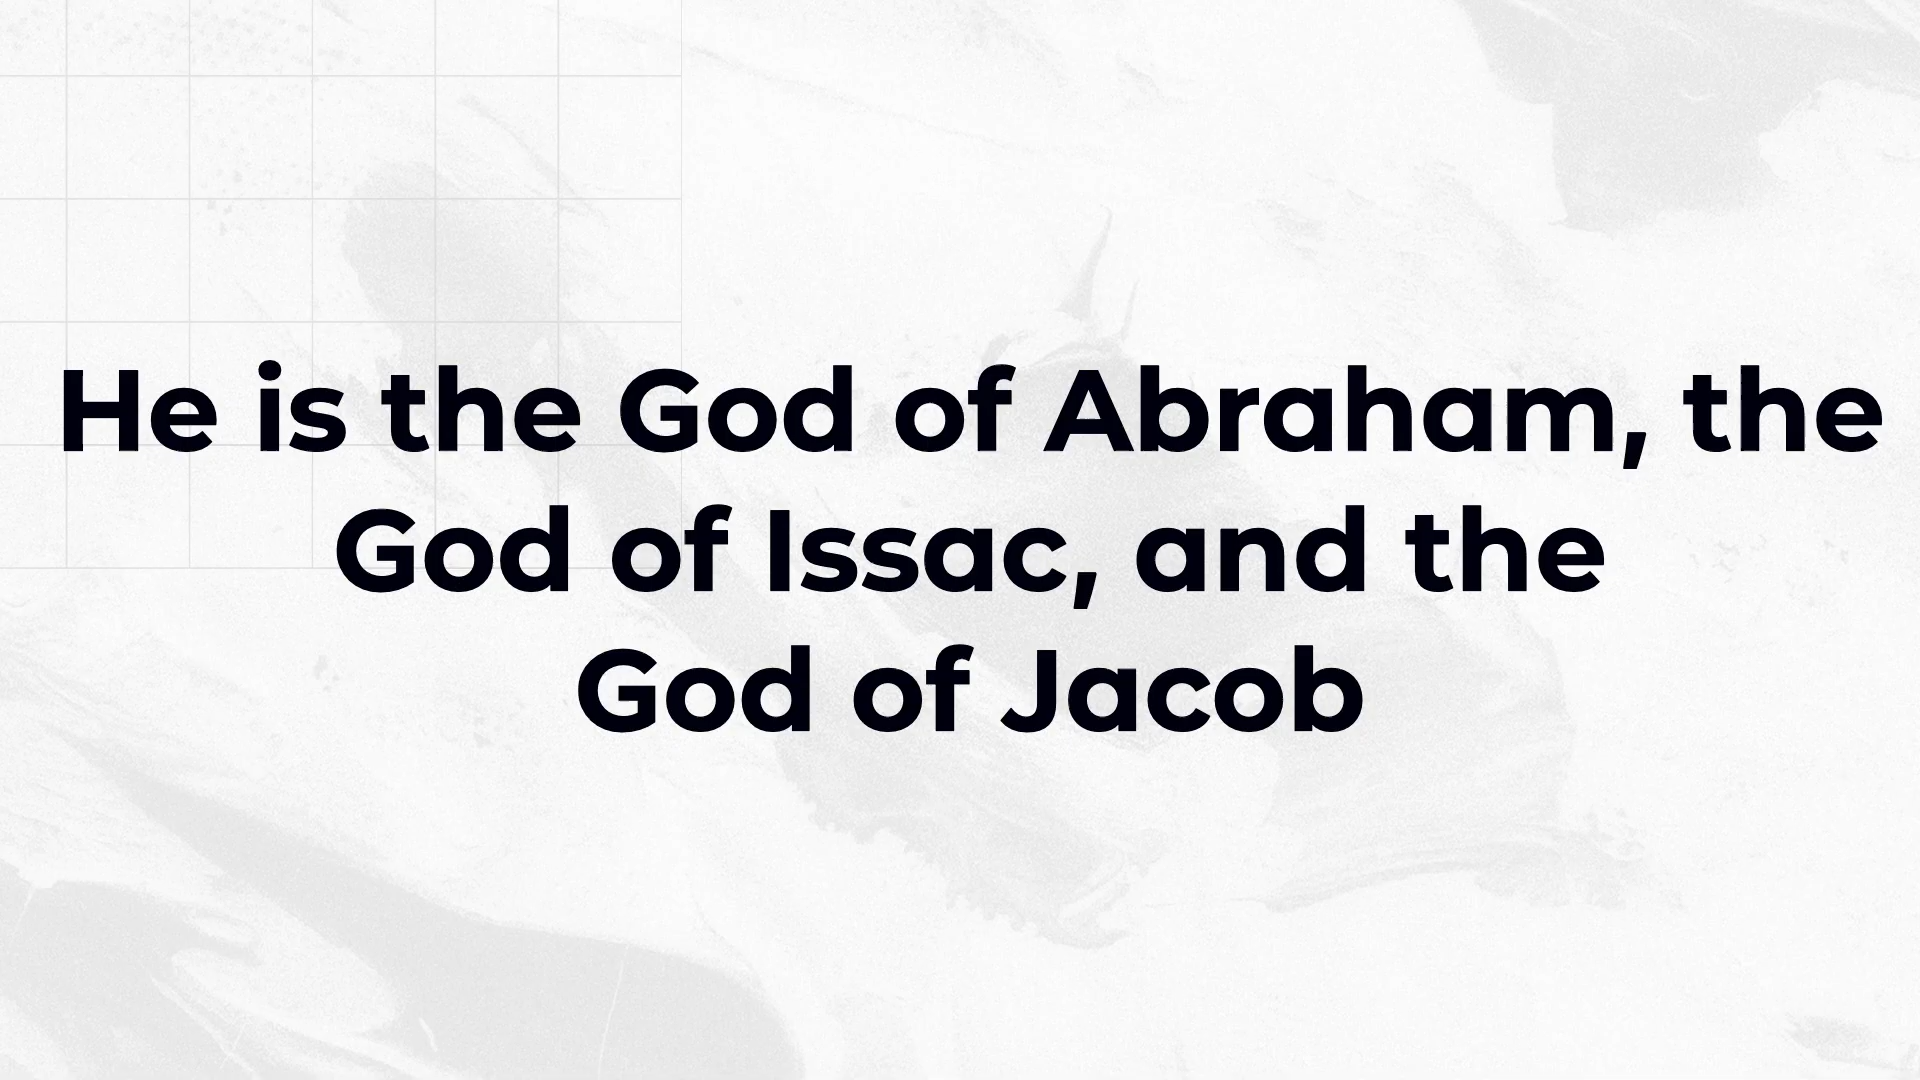 He is the God of Abraham, the
God of Issac, and the
God of Jacob